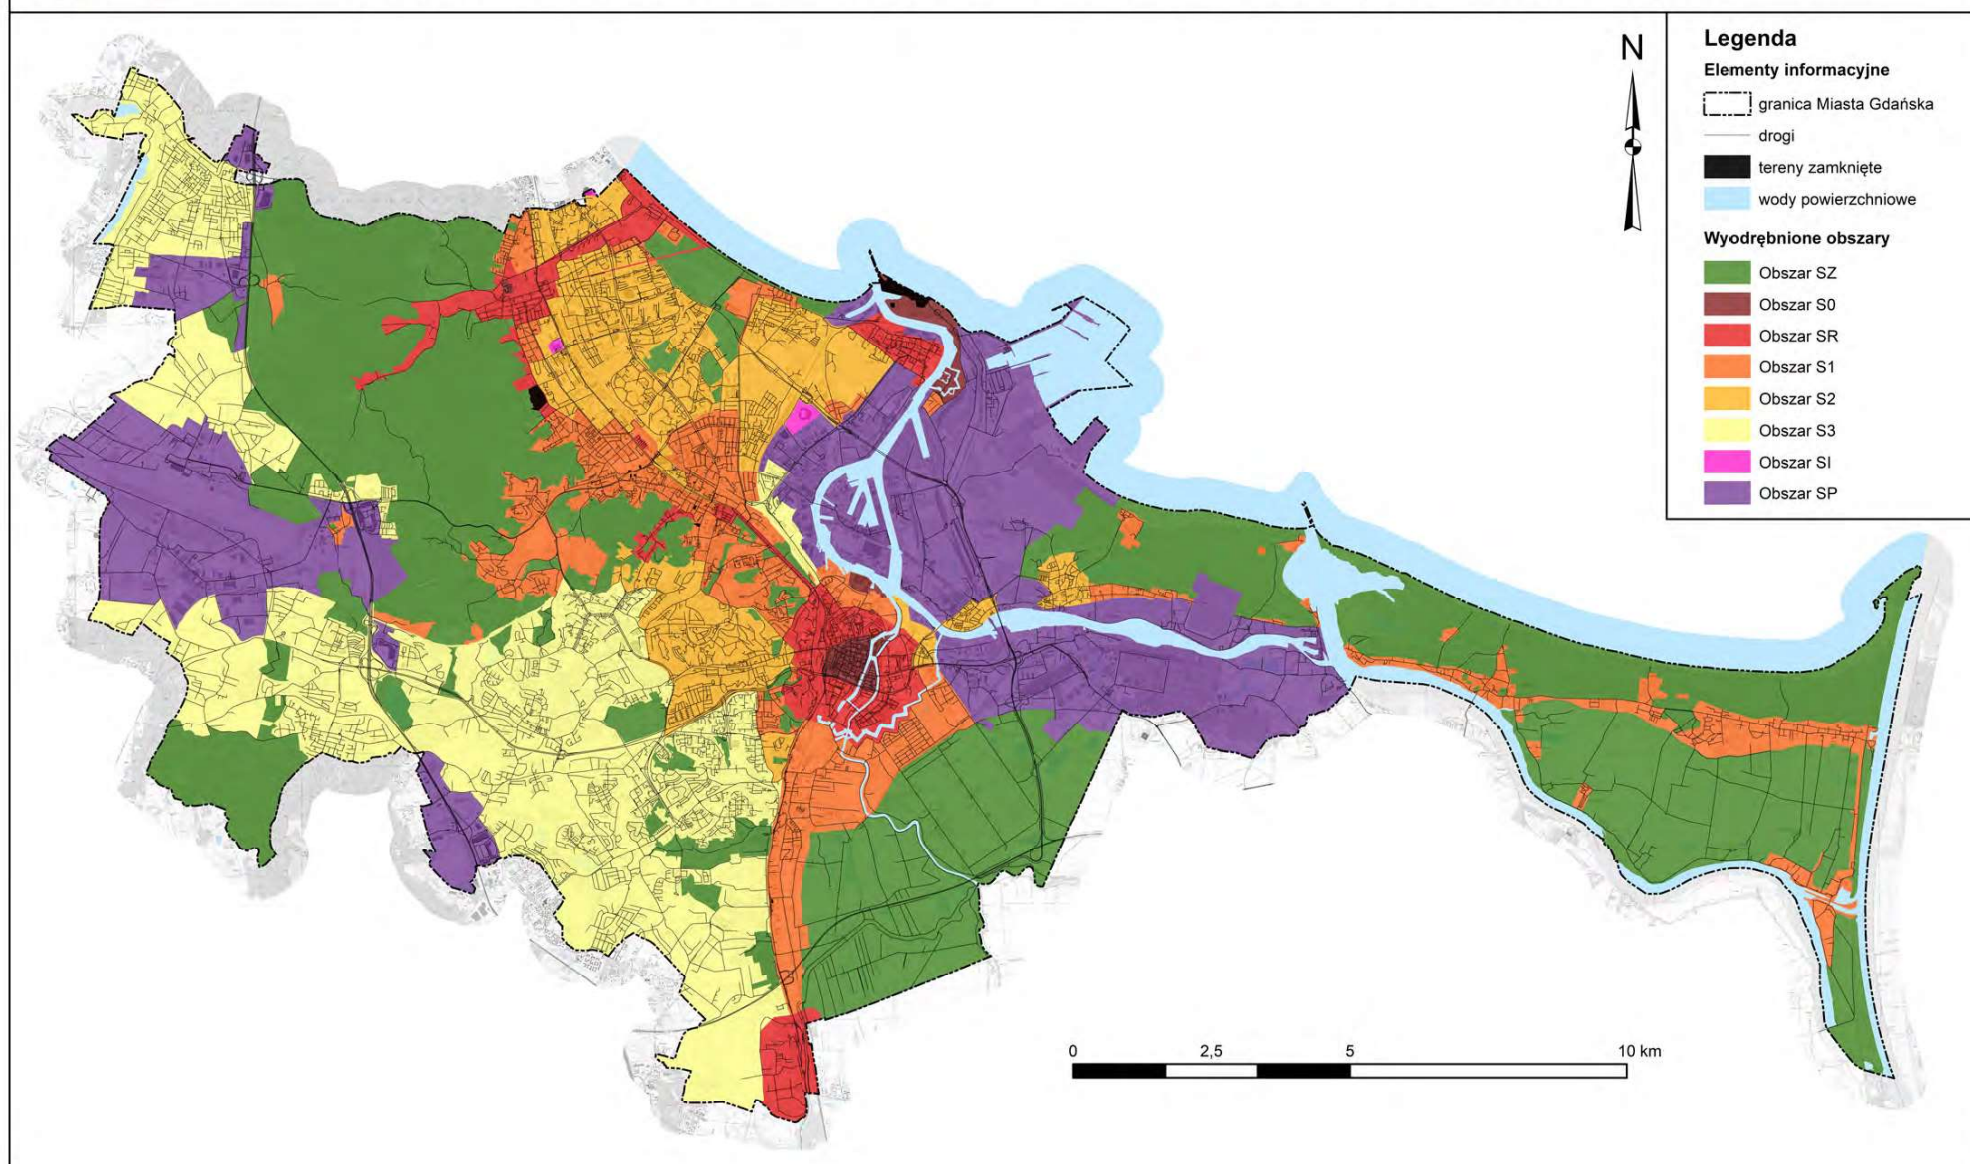 N
Legenda
Elementy informacyjne
granica Miasta Gdańska
drogi
tereny zamknięte
wody powierzchniowe
Wyodrębnione obszary
Obszar SZ
Obszar S0
Obszar SR
Obszar S1
Obszar S2
Obszar S3
Obszar SI
Obszar SP
0 2,5 5 10 km